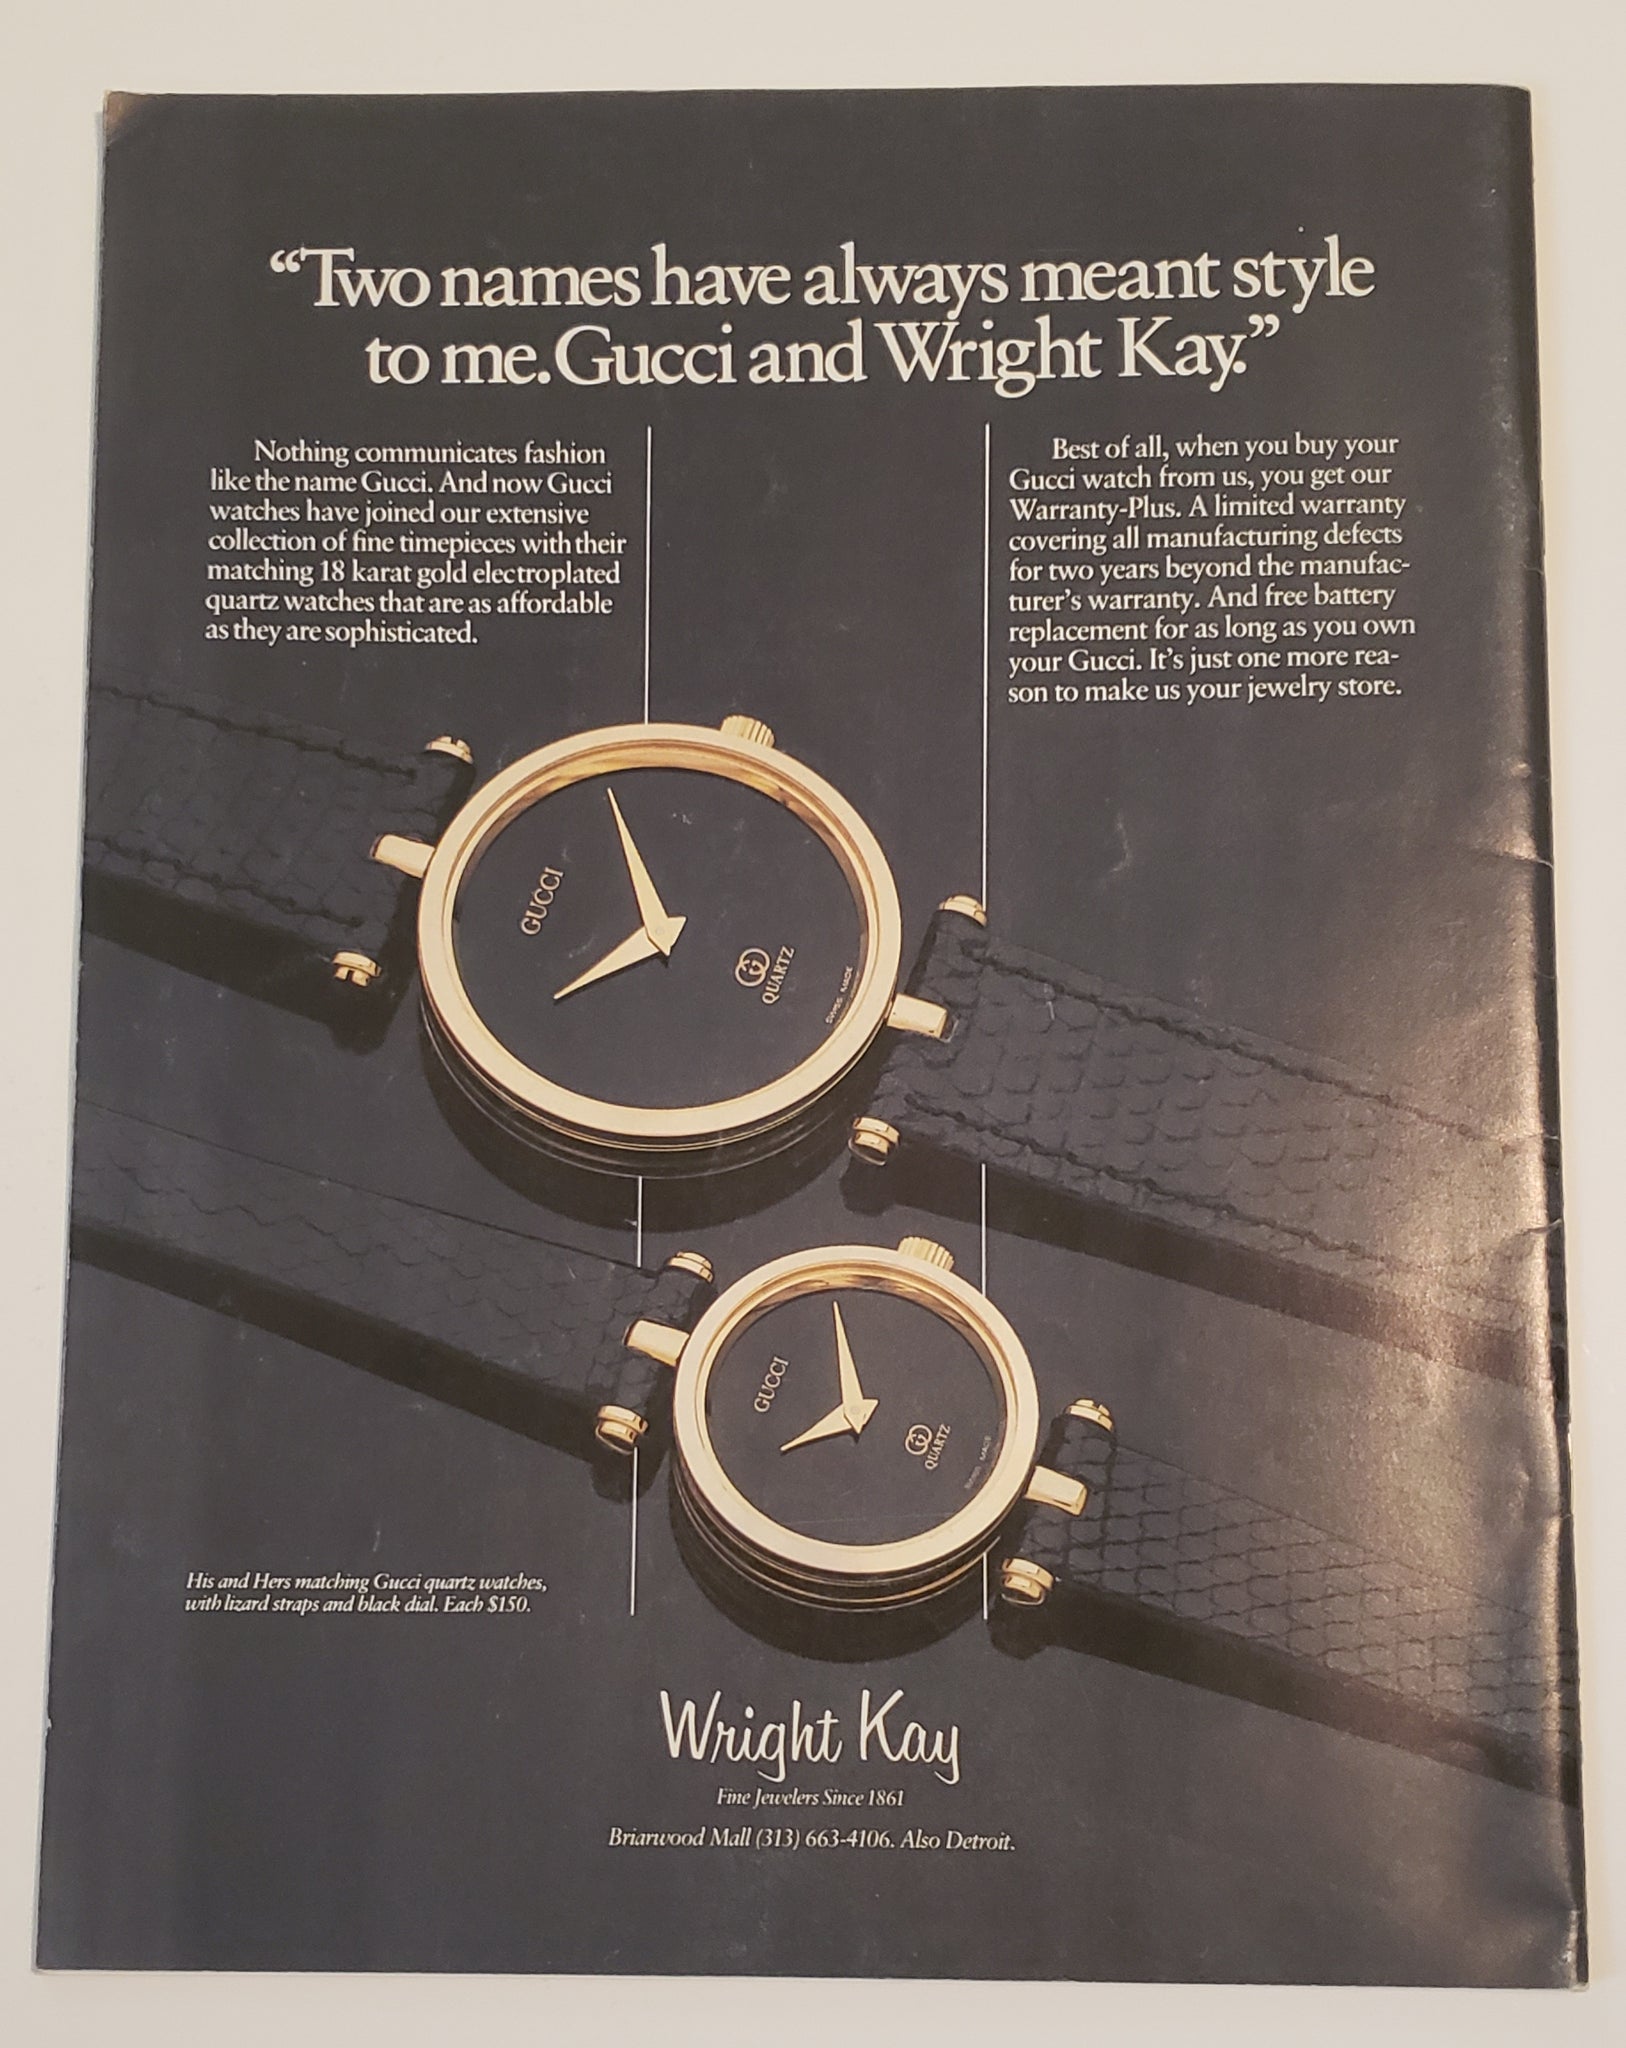 “Two names have always meant style
to me. Gucci and Wright Kay.”
Nothing communicates fashion
like the name Gucci. And now Gucci
watches have joined our extensive
collection of fine timepieces with their
matching 18 karat gold electroplated
quartz watches that are as affordable
as they are sophisticated.
Best of all, when you buy your
Gucci watch from us, you get our
Warranty-Plus. A limited warranty
covering all manufacturing defects
for two years beyond the manufac-
turer’s warranty. And free battery
replacement for as long as you own
your Gucci. It’s just one more rea-
son to make us your jewelry store.
GUCCI
QUARTZ
SWISS MADE
GUCCI
QUARTZ
SWISS MADE
His and Hers matching Gucci quartz watches,
with lizard straps and black dial. Each $150.
Wright Kay
Fine Jewelers Since 1861
Briarwood Mall (313) 663-4106. Also Detroit.